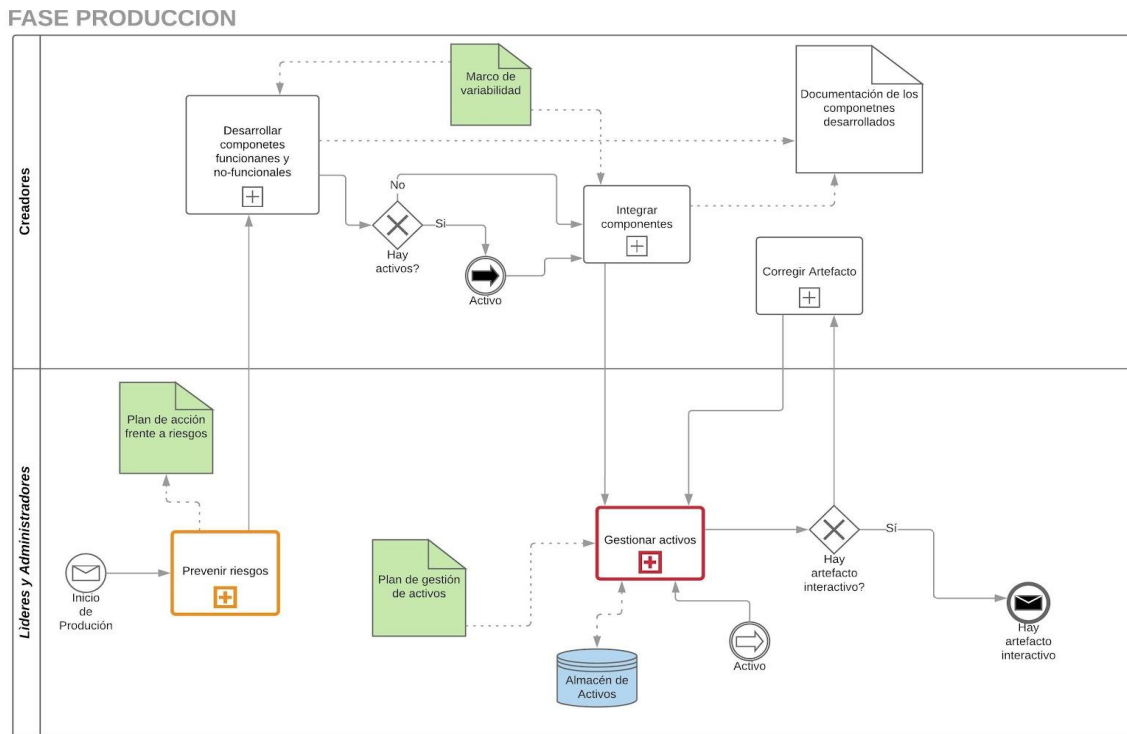 FASE PRODUCCION
Creadores
Marco de
variabilidad
Documentación de los
componetnes
desarrollados
Desarrollar
componetes
funcionanes y
no-funcionales
No
Hay
activos?
Si
Activo
Integrar
componentes
Corregir Artefacto
Lìderes y Administradores
Plan de acción
frente a riesgos
Inicio
de
Produción
Prevenir riesgos
Plan de gestión
de activos
Gestionar activos
Almacén de
Activos
Activo
Hay
artefacto
interactivo?
Sí
Hay
artefacto
interactivo